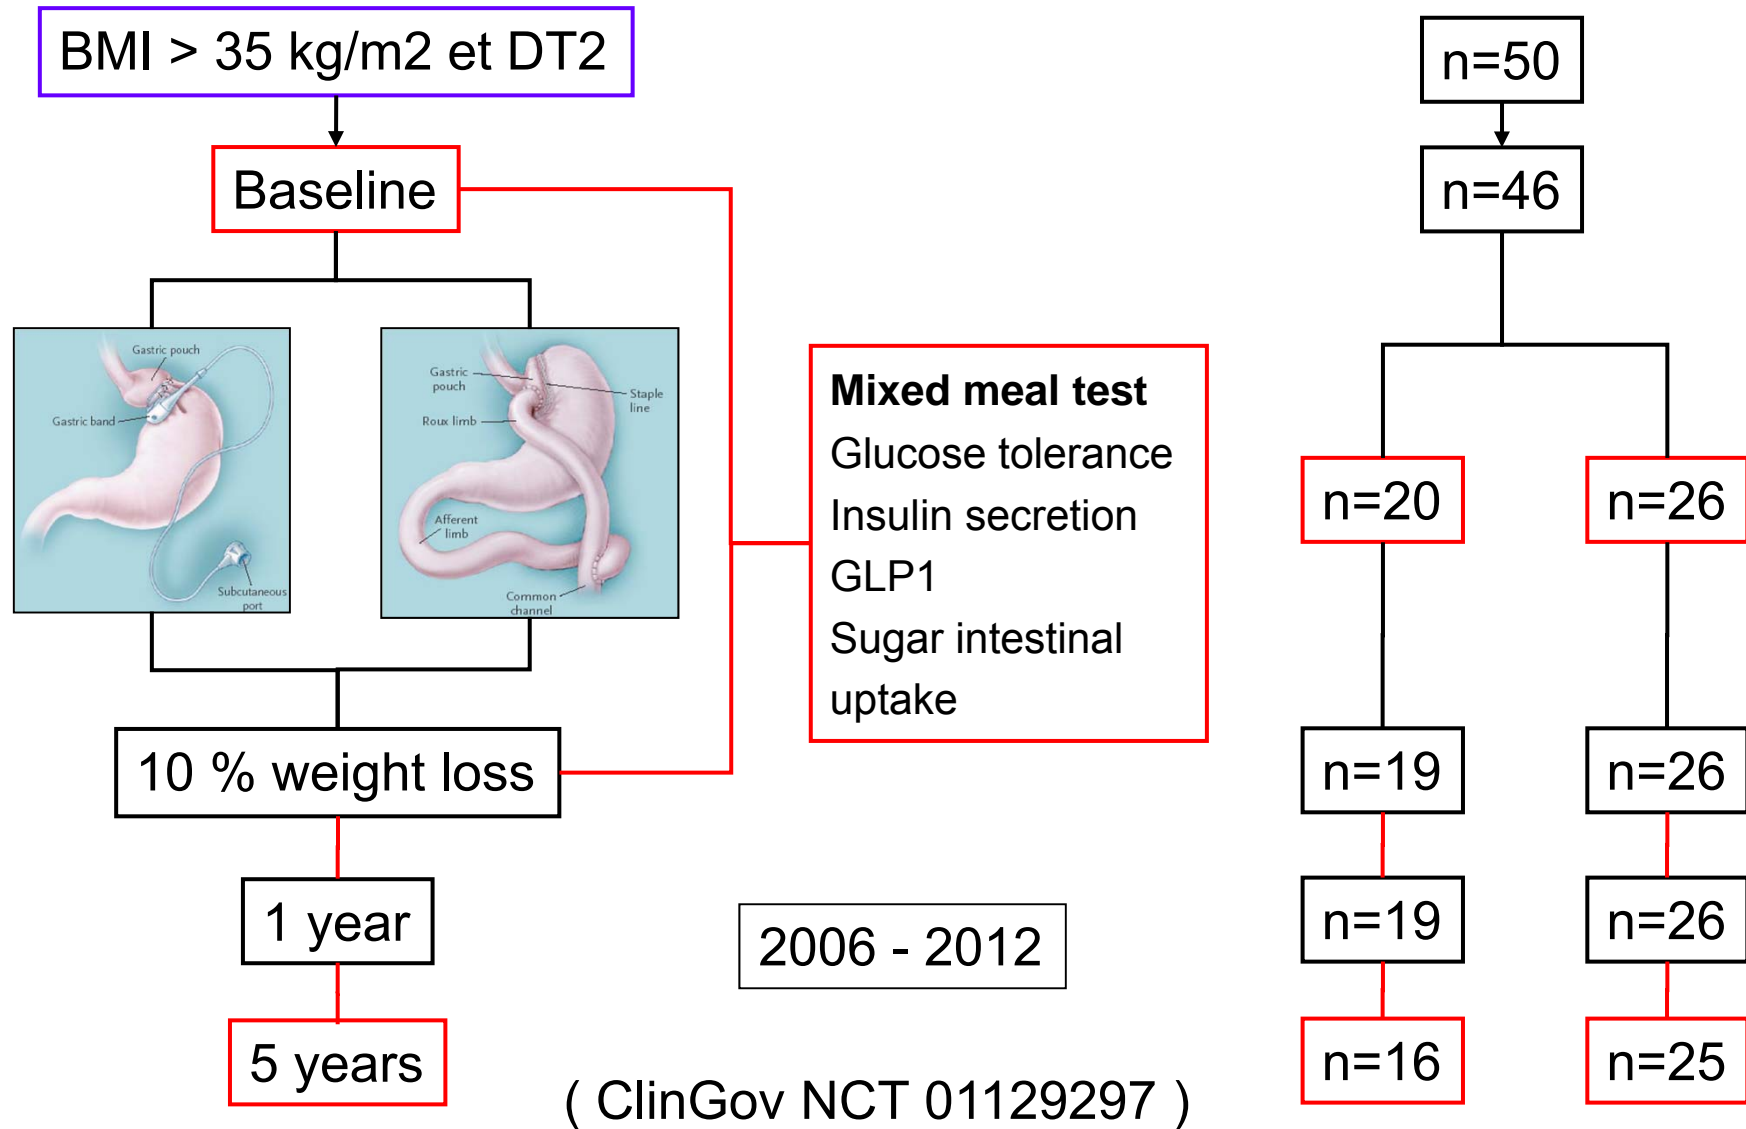 BMI > 35 kg/m2 et DT2
Baseline
Gastric pouch
Gastric band
Subcutaneous
port
Gastric
pouch
Staple
line
Roux limb
Afferent
limb
Common
channel
10 % weight loss
1 year
5 years
Mixed meal test
Glucose tolerance
Insulin secretion
GLP1
Sugar intestinal
uptake
2006 - 2012
( ClinGov NCT 01129297 )
n=50
n=46
n=20
n=26
n=19
n=26
n=19
n=26
n=16
n=25